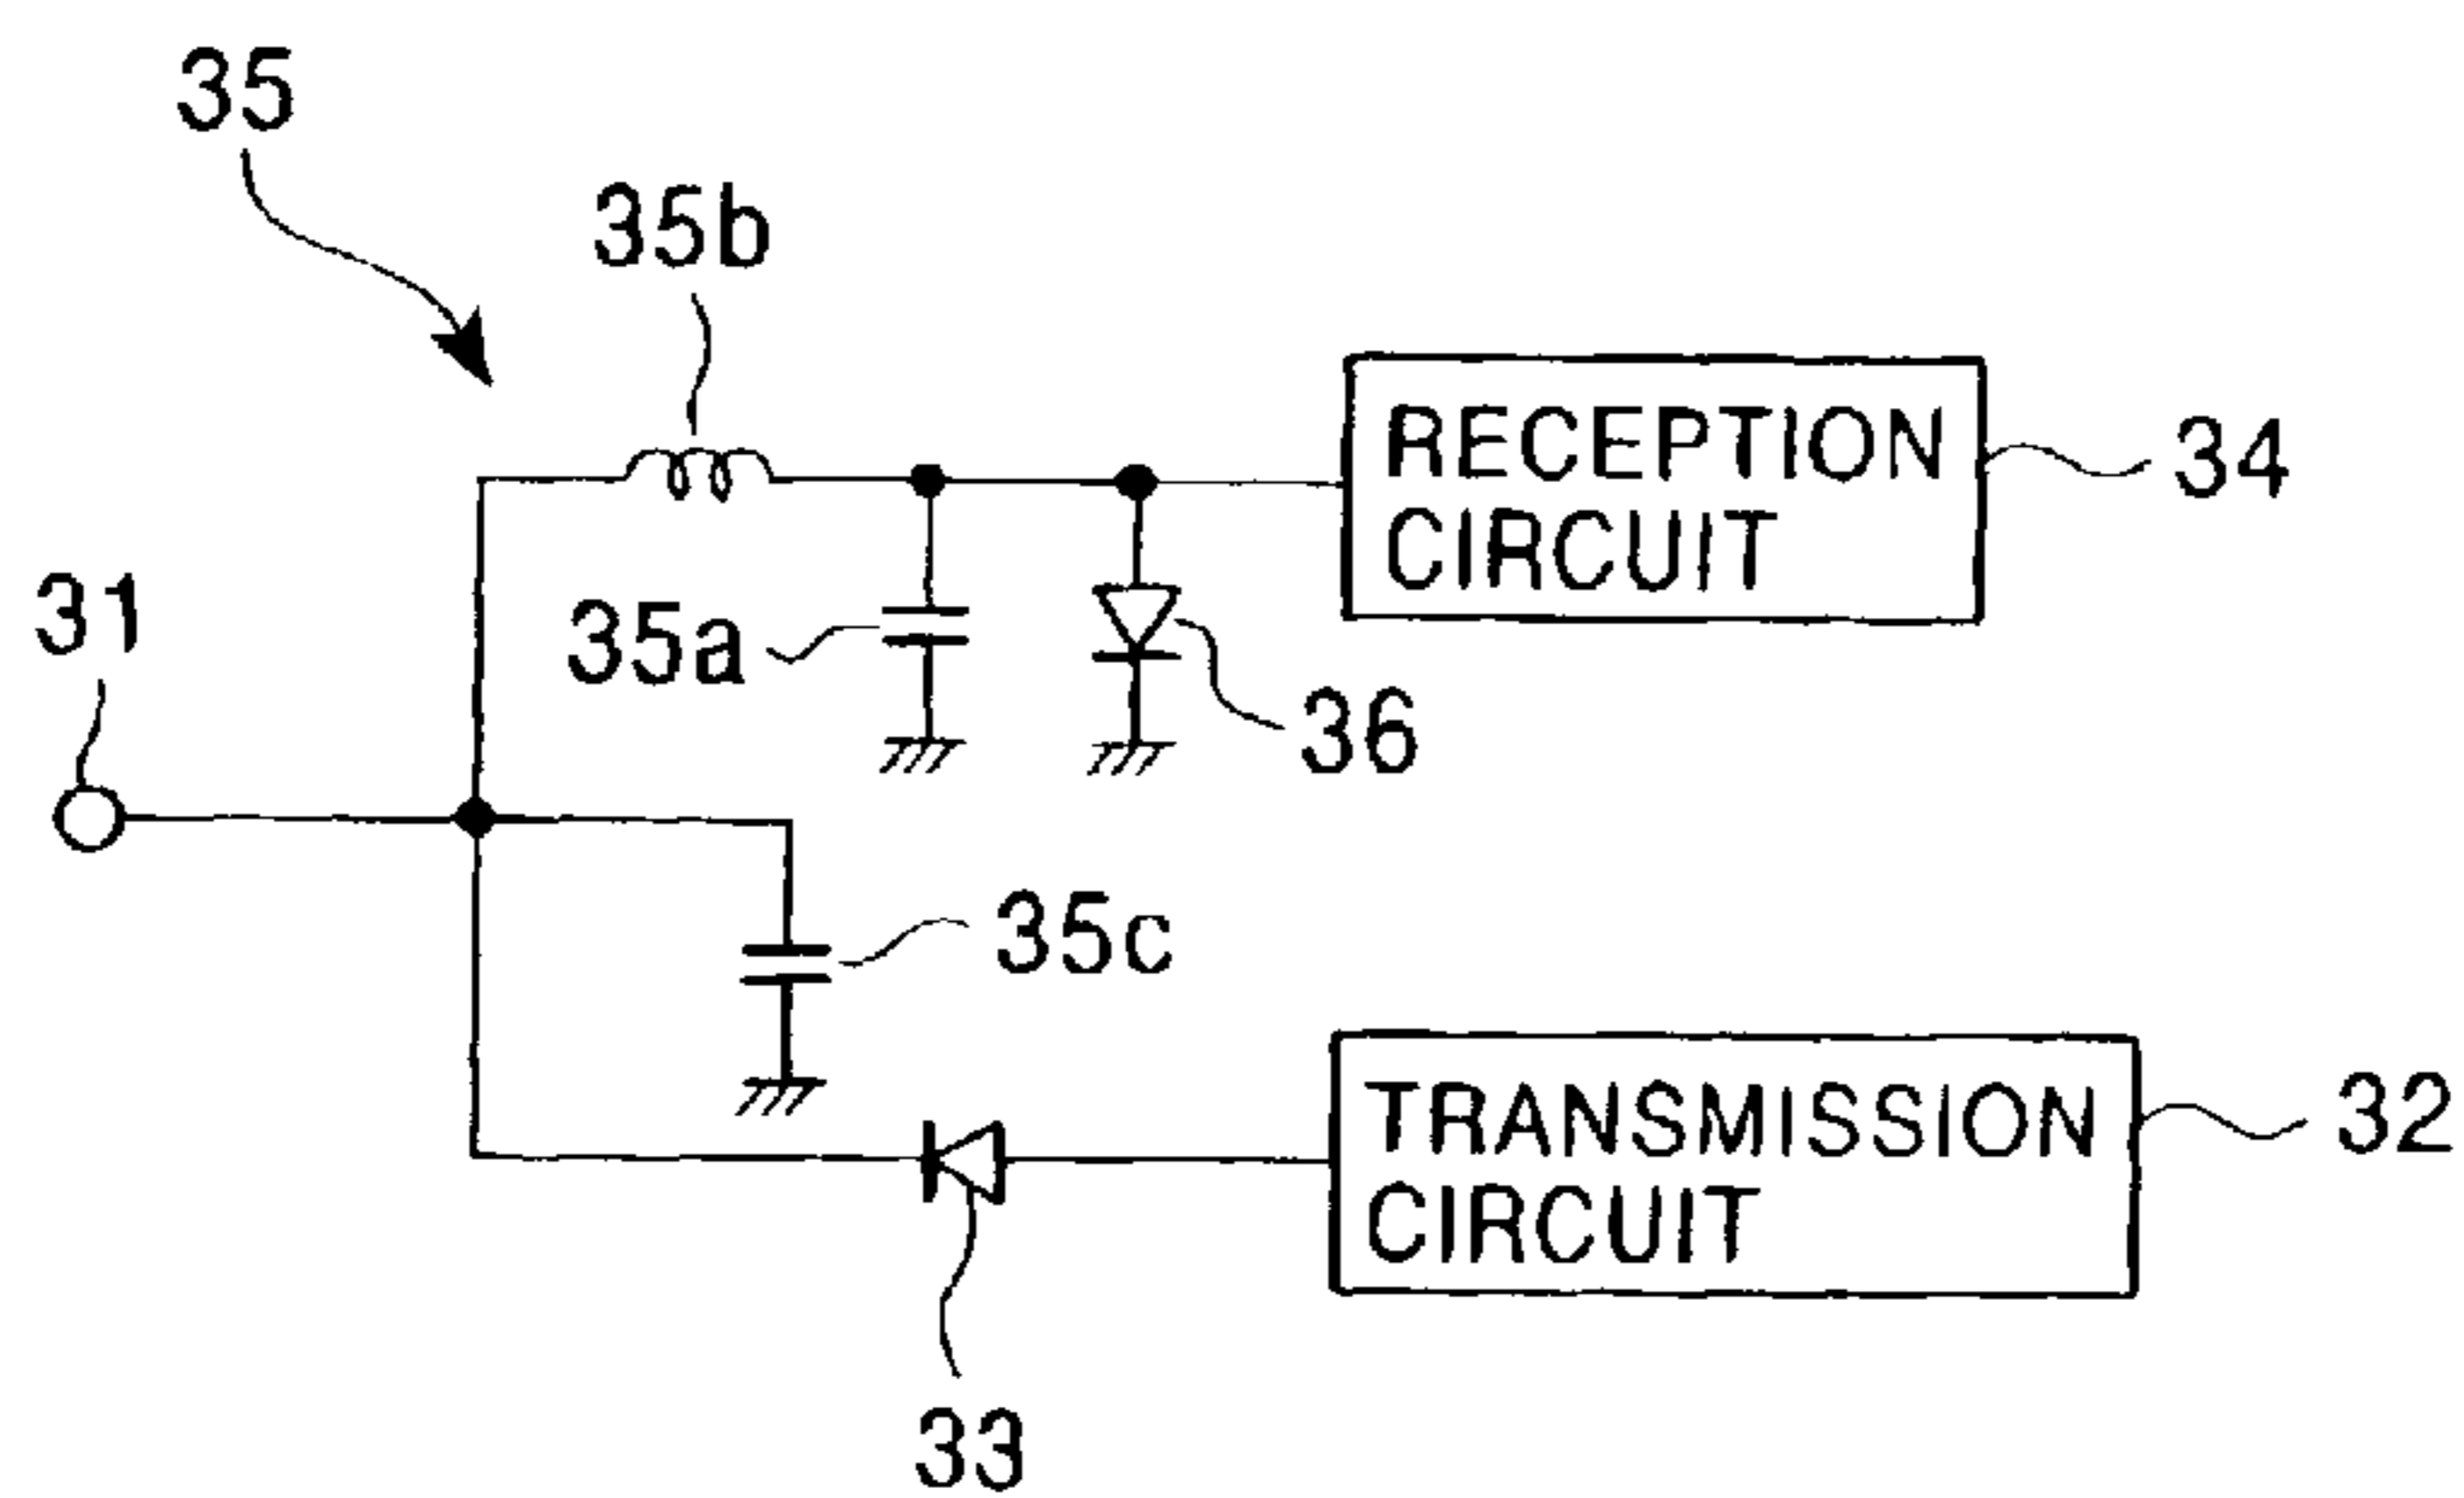 35
35b
RECEPTION
CIRCUIT
34
31
35a
36
35c
TRANSMISSION
CIRCUIT
32
33